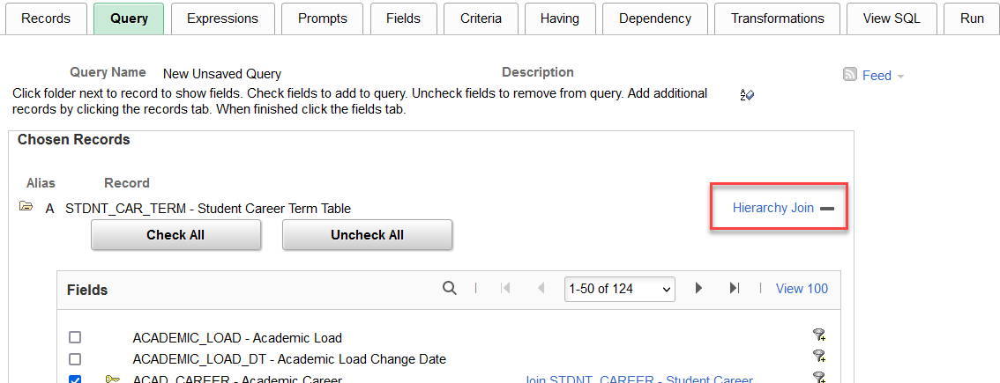 Records Query Expressions Prompts Fields Criteria Having Dependency Transformations View SQL Run
Query Name New Unsaved Query Description Feed
Click folder next to record to show fields. Check fields to add to query. Uncheck fields to remove from query. Add additional
records by clicking the records tab. When finished click the fields tab.
Chosen Records
Alias Record
A STDNT_CAR_TERM - Student Career Term Table Hierarchy Join
Check All Uncheck All
Fields 1-50 of 124 View 100
ACADEMIC_LOAD - Academic Load
ACADEMIC_LOAD_DT - Academic Load Change Date
ACAD_CAREER - Academic Career Join STDNT_CAREER - Student Career